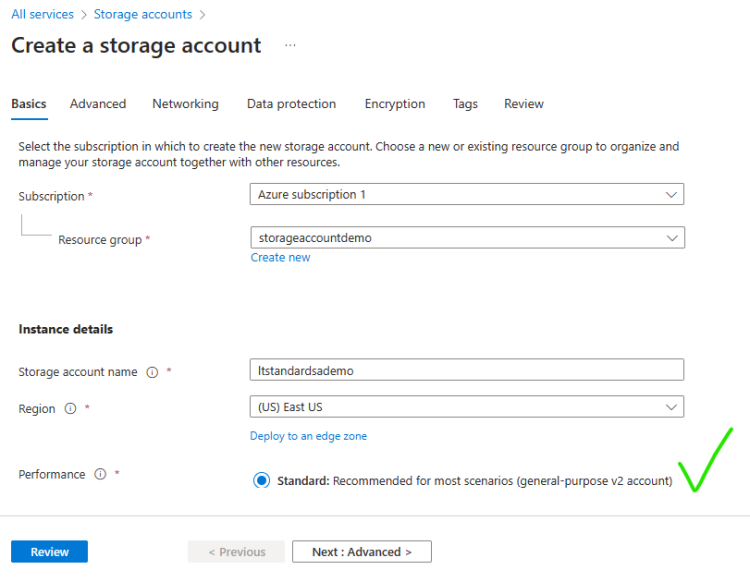 All services > Storage accounts >
Create a storage account ...
Basics Advanced Networking Data protection Encryption Tags Review
Select the subscription in which to create the new storage account. Choose a new or existing resource group to organize and
manage your storage account together with other resources.
Subscription * Azure subscription 1
Resource group * storageaccountdemo
Create new
Instance details
Storage account name * ltstandardsademo
Region * (US) East US
Deploy to an edge zone
Performance * Standard: Recommended for most scenarios (general-purpose v2 account)
Review < Previous Next : Advanced >